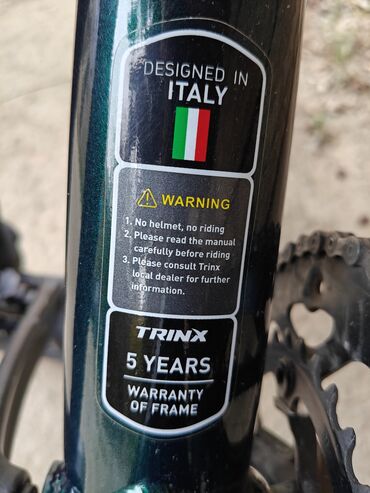 DESIGNED IN
ITALY
WARNING
1. No helmet, no riding
2. Please read the manual
carefully before riding
3. Please consult Trinx
local dealer for further
information.
TRINX
5 YEARS
WARRANTY
OF FRAME